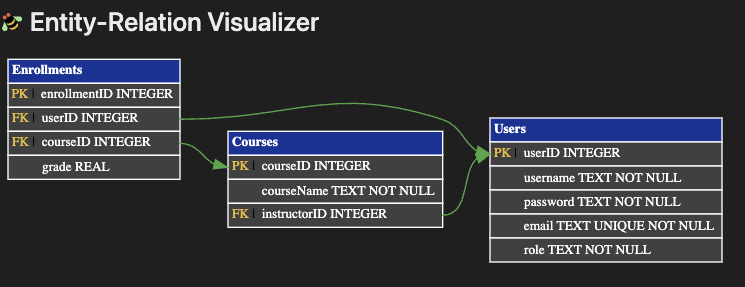 Entity-Relation Visualizer
Enrollments
PK | enrollmentID INTEGER
FK | userID INTEGER
FK | courseID INTEGER
grade REAL
Courses
PK | courseID INTEGER
courseName TEXT NOT NULL
FK | instructorID INTEGER
Users
PK | userID INTEGER
username TEXT NOT NULL
password TEXT NOT NULL
email TEXT UNIQUE NOT NULL
role TEXT NOT NULL